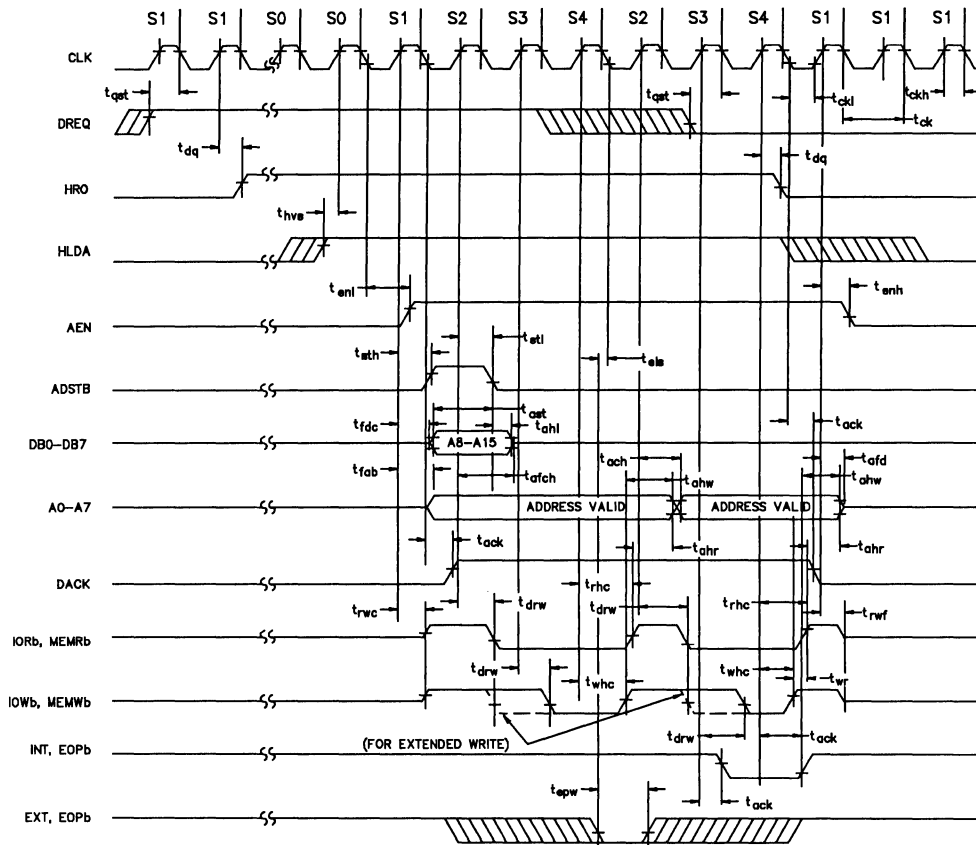 S1 S1 S0 S0 S1 S2 S3 S4 S2 S3 S4 S1 S1 S1
CLK
tqst tqst tckl tckh
DREQ
tck
tdq tdq
HRQ
thvs
HLDA
tenl tenh
AEN
tsth tstl tels
ADSTB
tast
tfdc tahl tack
DB0-DB7 A8-A15
tach tafd
tfab tafch tahw tahw
A0-A7 ADDRESS VALID ADDRESS VALID
tack tahr tahr
DACK
trhc
trwc tdrw tdrw trhc trwf
IORb, MEMRb
tdrw twhc twhc twr
IOWb, MEMWb
(FOR EXTENDED WRITE) tdrw tack
INT, EOPb
tepw tack
EXT, EOPb